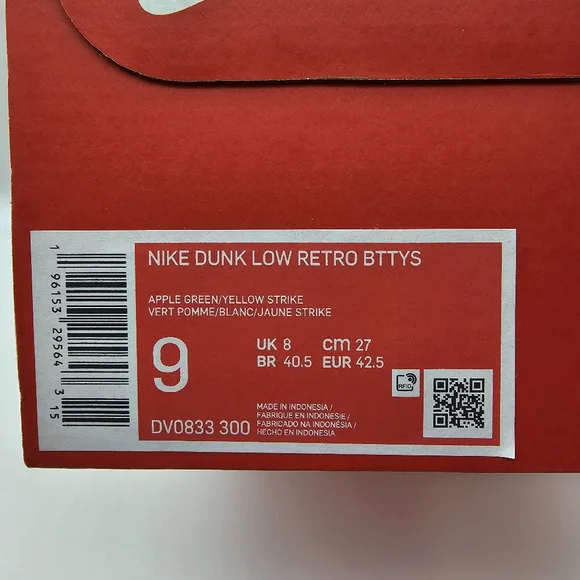 NIKE DUNK LOW RETRO BTTYS
APPLE GREEN/YELLOW STRIKE
VERT POMME/BLANC/JAUNE STRIKE
9
UK 8 cm 27
BR 40.5 EUR 42.5
RFID
DV0833 300
MADE IN INDONESIA /
FABRIQUE EN INDONESIE /
FABRICADO NA INDONÉSIA /
HECHO EN INDONESIA
1 96153 29564 3 15